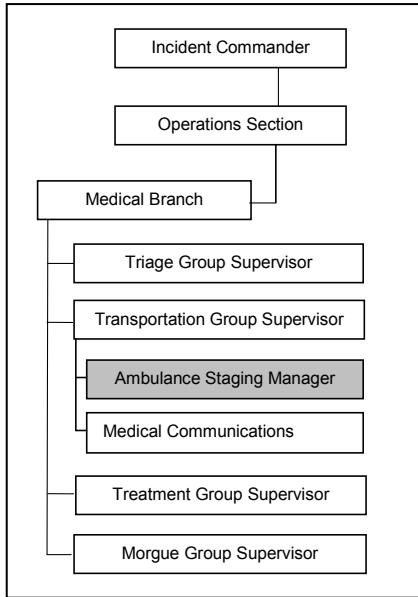 Incident Commander
Operations Section
Medical Branch
Triage Group Supervisor
Transportation Group Supervisor
Ambulance Staging Manager
Medical Communications
Treatment Group Supervisor
Morgue Group Supervisor